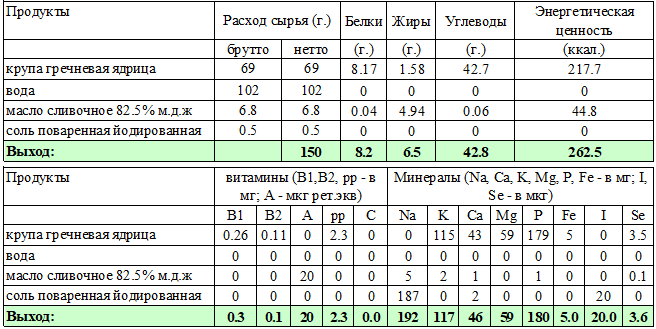 Продукты Расход сырья (г.) Белки Жиры Углеводы Энергетическая ценность
брутто нетто (г.) (г.) (г.) (ккал.)
крупа гречневая ядрица 69 69 8.17 1.58 42.7 217.7
вода 102 102 0 0 0 0
масло сливочное 82.5% м.д.ж 6.8 6.8 0.04 4.94 0.06 44.8
соль поваренная йодированная 0.5 0.5 0 0 0 0
Выход: 150 8.2 6.5 42.8 262.5
Продукты витамины (B1,B2, pp - в мг; A - мкг рет.экв) Минералы (Na, Ca, K, Mg, P, Fe - в мг; I, Se - в мкг)
B1 B2 A pp C Na K Ca Mg P Fe I Se
крупа гречневая ядрица 0.26 0.11 0 2.3 0 0 115 43 59 179 5 0 3.5
вода 0 0 0 0 0 0 0 0 0 0 0 0 0
масло сливочное 82.5% м.д.ж 0 0 20 0 0 5 2 1 0 1 0 0 0.1
соль поваренная йодированная 0 0 0 0 0 187 0 2 0 0 0 20 0
Выход: 0.3 0.1 20 2.3 0.0 192 117 46 59 180 5.0 20.0 3.6